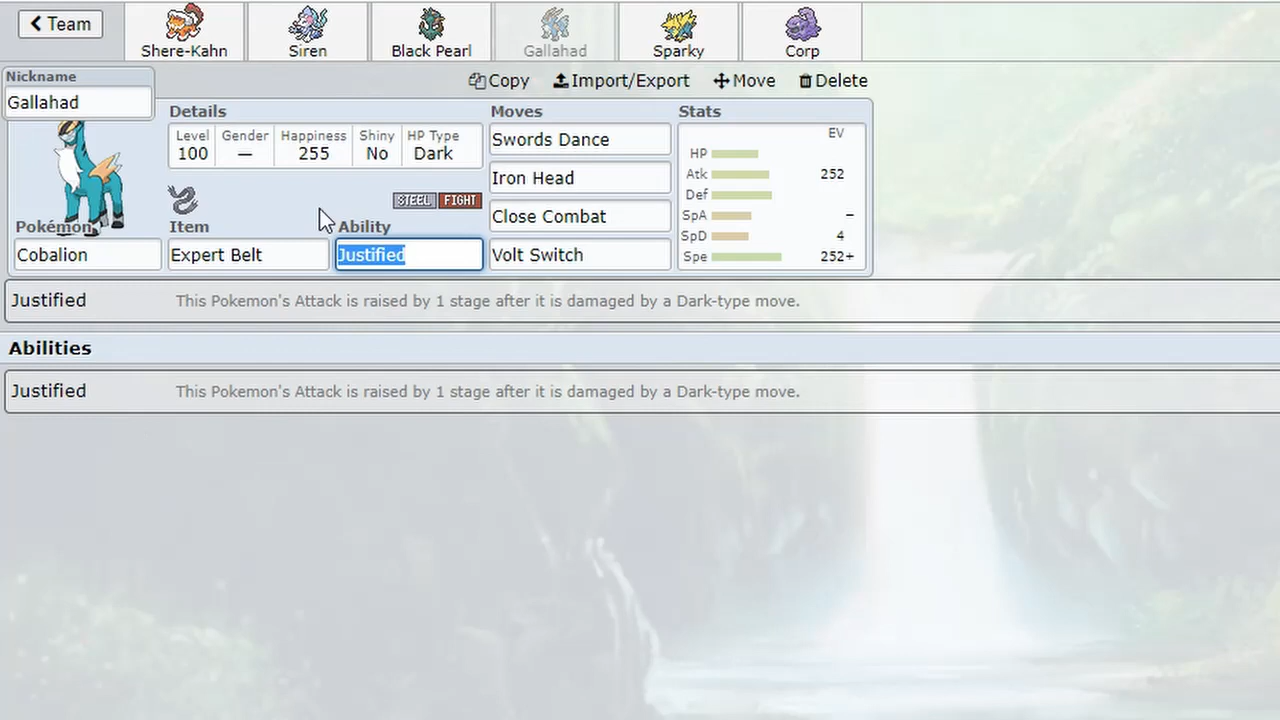 Team
Shere-Kahn
Siren
Black Pearl
Gallahad
Sparky
Corp
Nickname
Gallahad
Copy
Import/Export
Move
Delete
Details
Level Gender Happiness Shiny HP Type
100 — 255 No Dark
STEEL FIGHT
Pokémon
Cobalion
Item
Expert Belt
Ability
Justified
Moves
Swords Dance
Iron Head
Close Combat
Volt Switch
Stats
EV
HP
Atk 252
Def
SpA –
SpD 4
Spe 252+
Justified This Pokemon's Attack is raised by 1 stage after it is damaged by a Dark-type move.
Abilities
Justified This Pokemon's Attack is raised by 1 stage after it is damaged by a Dark-type move.